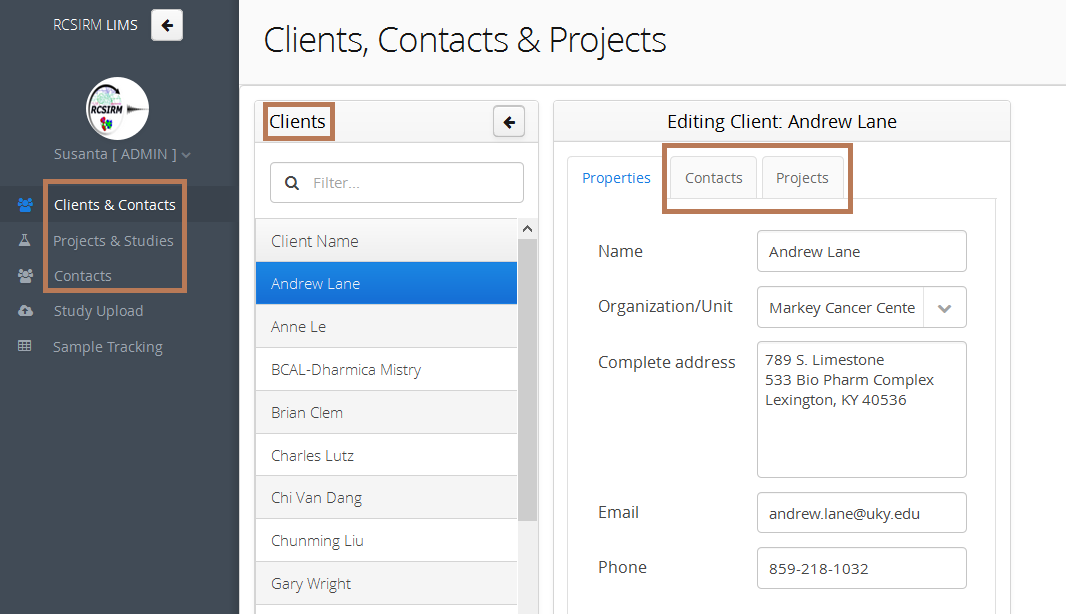 RCSIRM LIMS
RCSIRM
Susanta [ ADMIN ]
Clients & Contacts
Projects & Studies
Contacts
Study Upload
Sample Tracking
Clients, Contacts & Projects
Clients
Filter...
Client Name
Andrew Lane
Anne Le
BCAL-Dharmica Mistry
Brian Clem
Charles Lutz
Chi Van Dang
Chunming Liu
Gary Wright
Editing Client: Andrew Lane
Properties
Contacts
Projects
Name
Andrew Lane
Organization/Unit
Markey Cancer Cente
Complete address
789 S. Limestone
533 Bio Pharm Complex
Lexington, KY 40536
Email
andrew.lane@uky.edu
Phone
859-218-1032